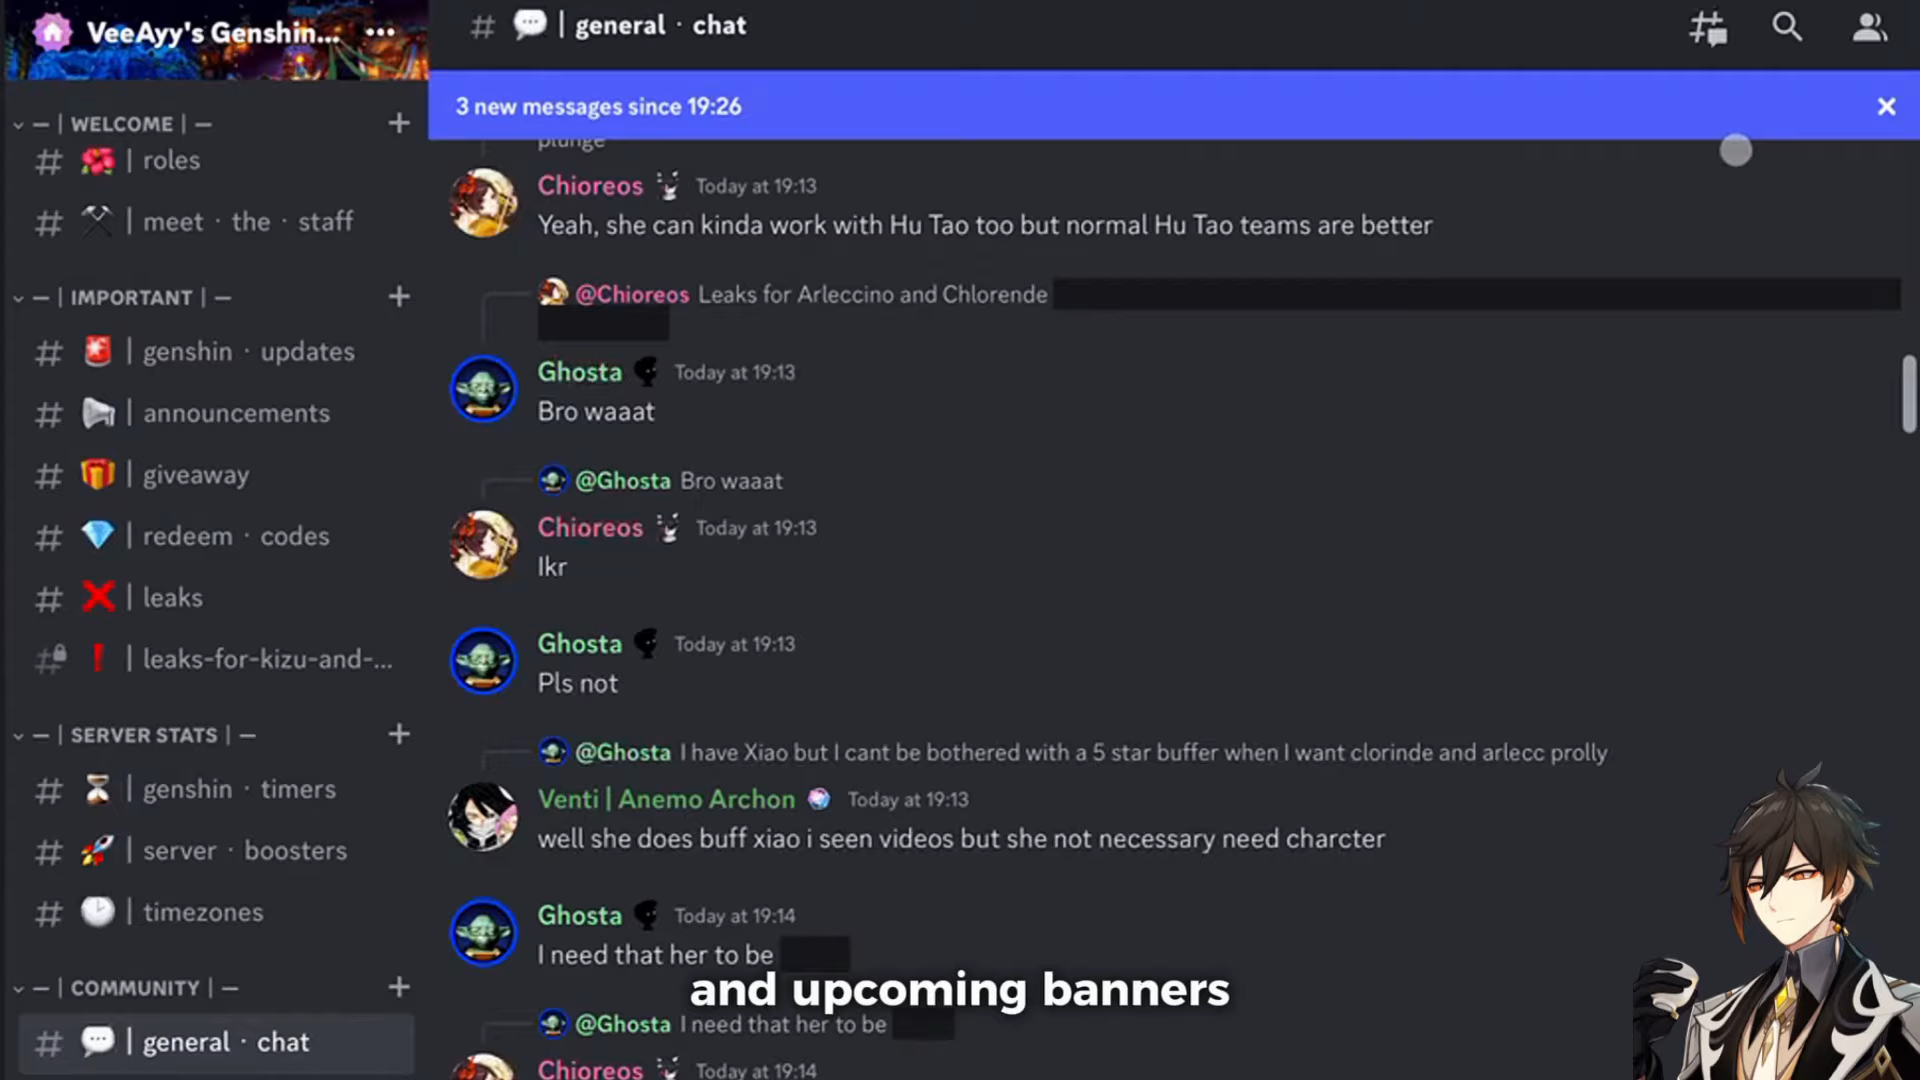 VeeAyy's Genshin... ...
— | WELCOME | — +
# | roles
# | meet · the · staff
— | IMPORTANT | — +
# | genshin · updates
# | announcements
# | giveaway
# | redeem · codes
# | leaks
# | leaks-for-kizu-and-...
— | SERVER STATS | — +
# | genshin · timers
# | server · boosters
# | timezones
— | COMMUNITY | — +
# | general · chat
# | general · chat
3 new messages since 19:26
plunge
Chioreos Today at 19:13
Yeah, she can kinda work with Hu Tao too but normal Hu Tao teams are better
@Chioreos Leaks for Arleccino and Chlorende
Ghosta Today at 19:13
Bro waaat
@Ghosta Bro waaat
Chioreos Today at 19:13
Ikr
Ghosta Today at 19:13
Pls not
@Ghosta I have Xiao but I cant be bothered with a 5 star buffer when I want clorinde and arlecc prolly
Venti | Anemo Archon Today at 19:13
well she does buff xiao i seen videos but she not necessary need charcter
Ghosta Today at 19:14
I need that her to be
and upcoming banners
@Ghosta I need that her to be
Chioreos Today at 19:14